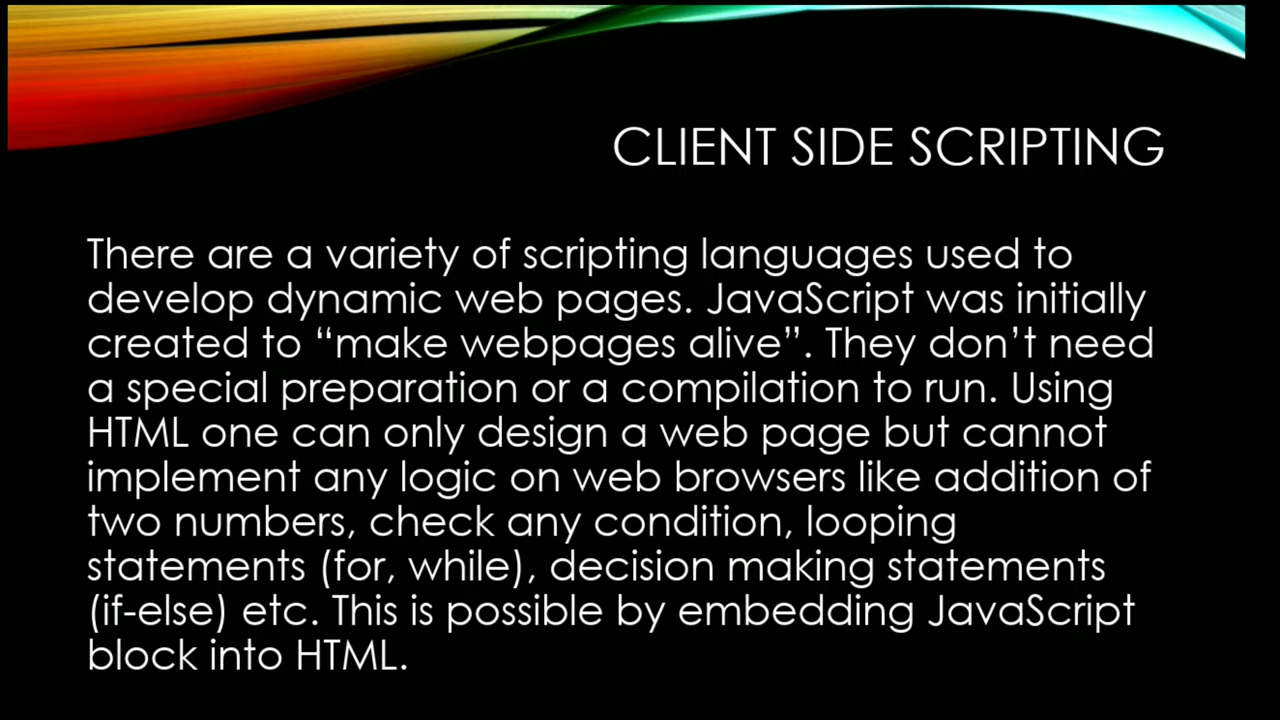 CLIENT SIDE SCRIPTING
There are a variety of scripting languages used to
develop dynamic web pages. JavaScript was initially
created to “make webpages alive”. They don’t need
a special preparation or a compilation to run. Using
HTML one can only design a web page but cannot
implement any logic on web browsers like addition of
two numbers, check any condition, looping
statements (for, while), decision making statements
(if-else) etc. This is possible by embedding JavaScript
block into HTML.